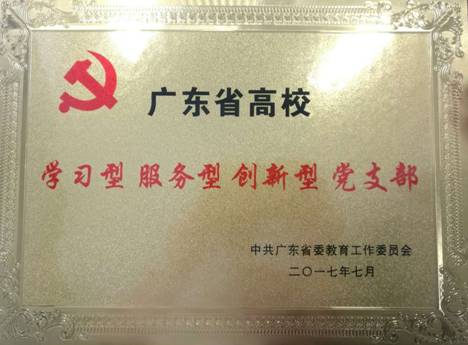 广东省高校
学习型 服务型 创新型 党支部
中共广东省委教育工作委员会
二〇一七年七月